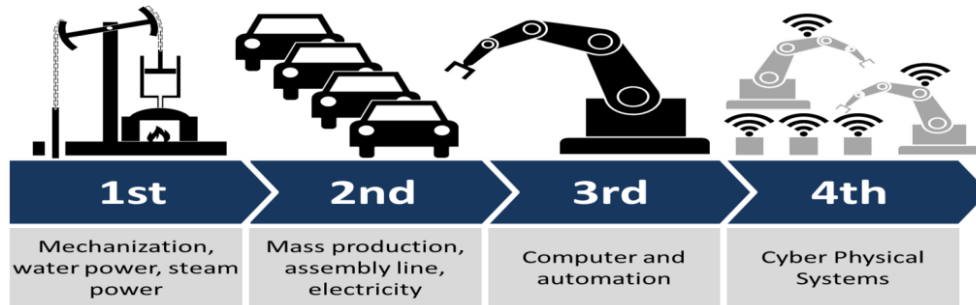 1st
2nd
3rd
4th
Mechanization,
water power, steam
power
Mass production,
assembly line,
electricity
Computer and
automation
Cyber Physical
Systems